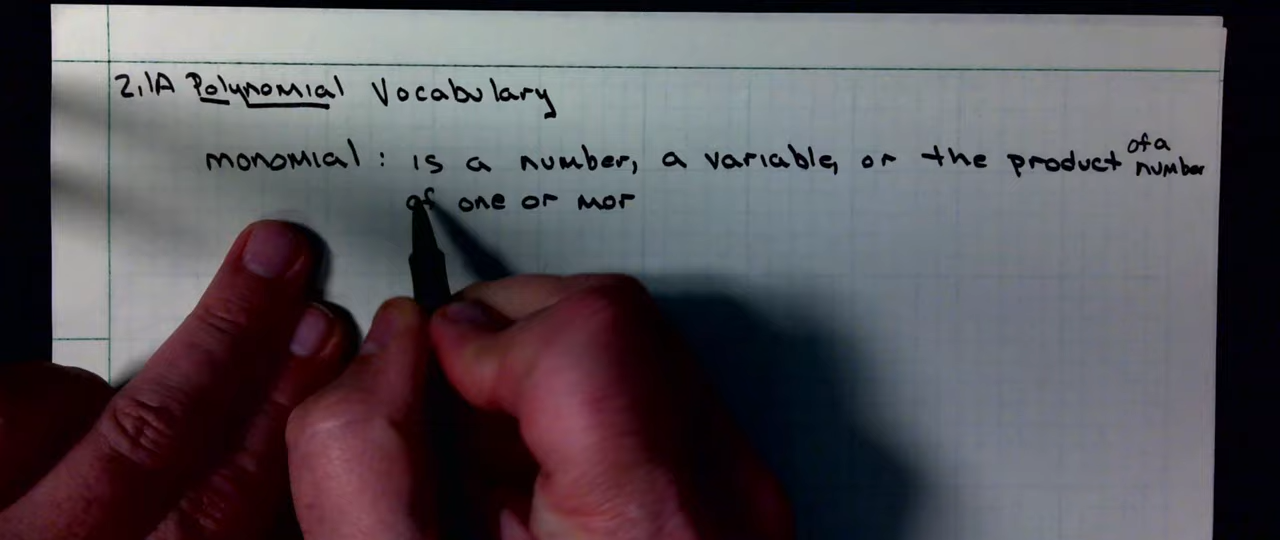 2.1A Polynomial Vocabulary
monomial : is a number, a variable, or the product of a number
of one or mor